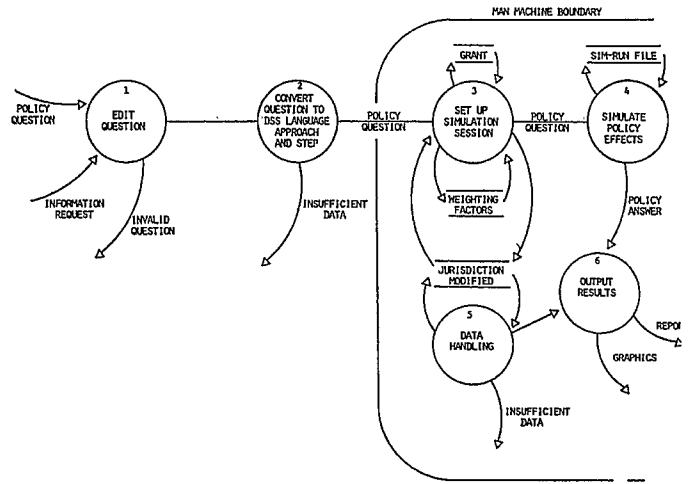 MAN MACHINE BOUNDARY
POLICY
QUESTION
1
EDIT
QUESTION
INFORMATION
REQUEST
INVALID
QUESTION
2
CONVERT
QUESTION TO
DSS LANGUAGE
APPROACH
AND STEP
INSUFFICIENT
DATA
POLICY
QUESTION
GRANT
3
SET UP
SIMULATION
SESSION
WEIGHTING
FACTORS
POLICY
QUESTION
SIM-RUN FILE
4
SIMULATE
POLICY
EFFECTS
POLICY
ANSWER
JURISDICTION
MODIFIED
5
DATA
HANDLING
INSUFFICIENT
DATA
6
OUTPUT
RESULTS
REPO
GRAPHICS